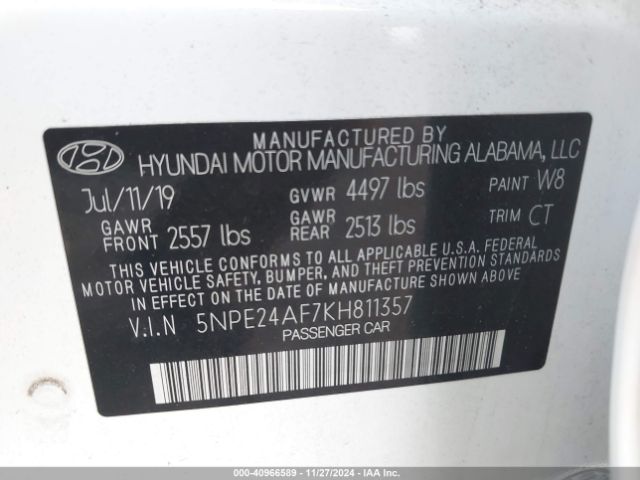 MANUFACTURED BY
HYUNDAI MOTOR MANUFACTURING ALABAMA, LLC
Jul/11/19 GVWR 4497 lbs PAINT W8
GAWR FRONT 2557 lbs GAWR REAR 2513 lbs TRIM CT
THIS VEHICLE CONFORMS TO ALL APPLICABLE U.S.A. FEDERAL
MOTOR VEHICLE SAFETY, BUMPER, AND THEFT PREVENTION STANDARDS
IN EFFECT ON THE DATE OF MANUFACTURE SHOWN ABOVE.
V.I.N 5NPE24AF7KH811357
PASSENGER CAR
000-40966589 - 11/27/2024 - IAAI.COM